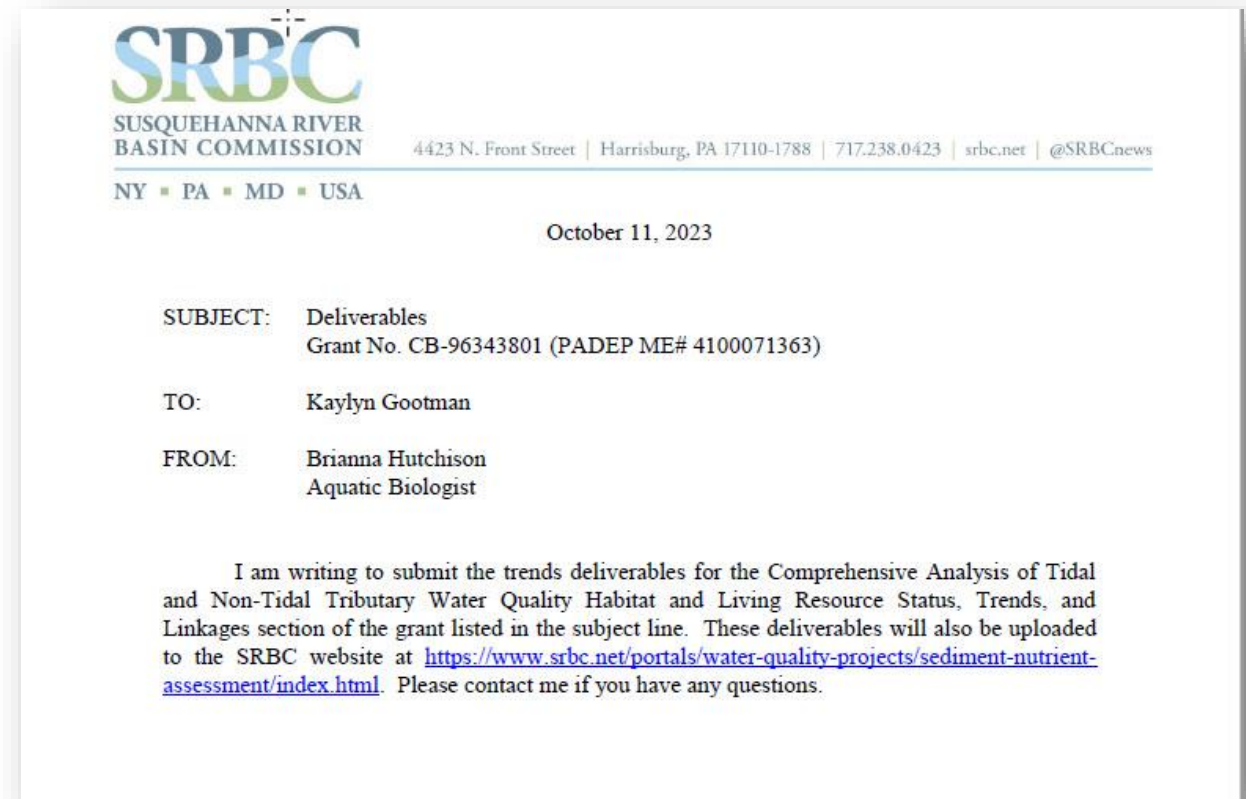 SRBC
SUSQUEHANNA RIVER
BASIN COMMISSION
4423 N. Front Street | Harrisburg, PA 17110-1788 | 717.238.0423 | srbc.net | @SRBCnews
NY ▪ PA ▪ MD ▪ USA
October 11, 2023
SUBJECT: Deliverables
Grant No. CB-96343801 (PADEP ME# 4100071363)
TO: Kaylyn Gootman
FROM: Brianna Hutchison
Aquatic Biologist
I am writing to submit the trends deliverables for the Comprehensive Analysis of Tidal
and Non-Tidal Tributary Water Quality Habitat and Living Resource Status, Trends, and
Linkages section of the grant listed in the subject line. These deliverables will also be uploaded
to the SRBC website at https://www.srbc.net/portals/water-quality-projects/sediment-nutrient-
assessment/index.html. Please contact me if you have any questions.